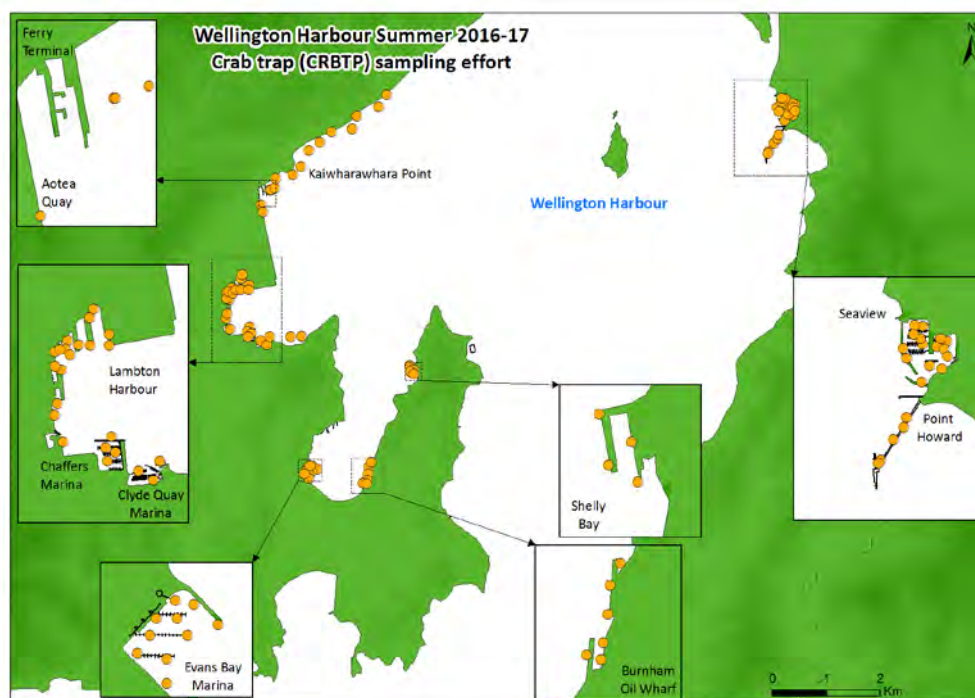 Wellington Harbour Summer 2016-17
Crab trap (CRBTP) sampling effort
Ferry
Terminal
Aotea
Quay
N
Kaiwharawhara Point
Wellington Harbour
Lambton
Harbour
Chaffers
Marina
Clyde Quay
Marina
Seaview
Point
Howard
Shelly
Bay
Evans Bay
Marina
Burnham
Oil Wharf
2 1 0 2
Km